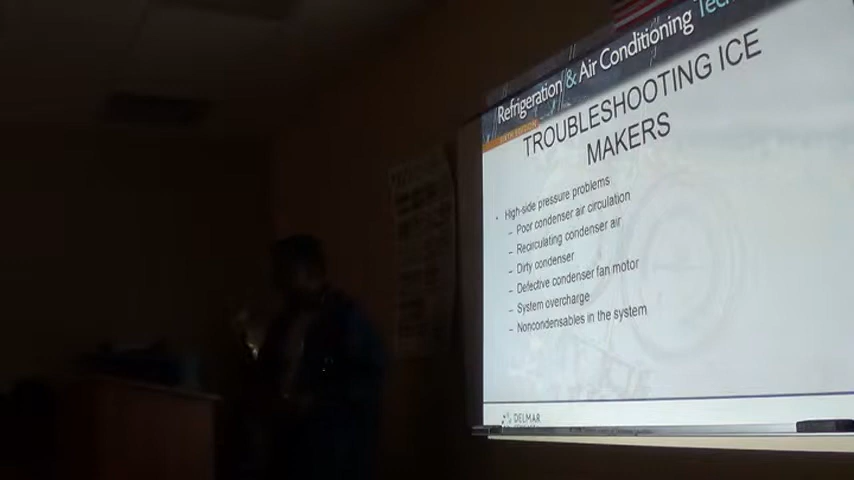 Refrigeration & Air Conditioning Tech
TROUBLESHOOTING ICE
MAKERS
• High-side pressure problems
– Poor condenser air circulation
– Recirculating condenser air
– Dirty condenser
– Defective condenser fan motor
– System overcharge
– Noncondensables in the system
DELMAR